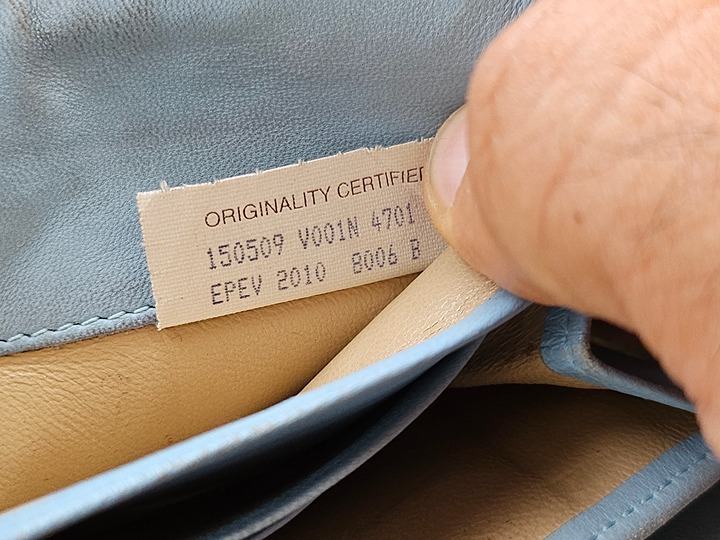 ORIGINALITY CERTIFIED
150509 V001N 4701
EPEV 2010 8006 B